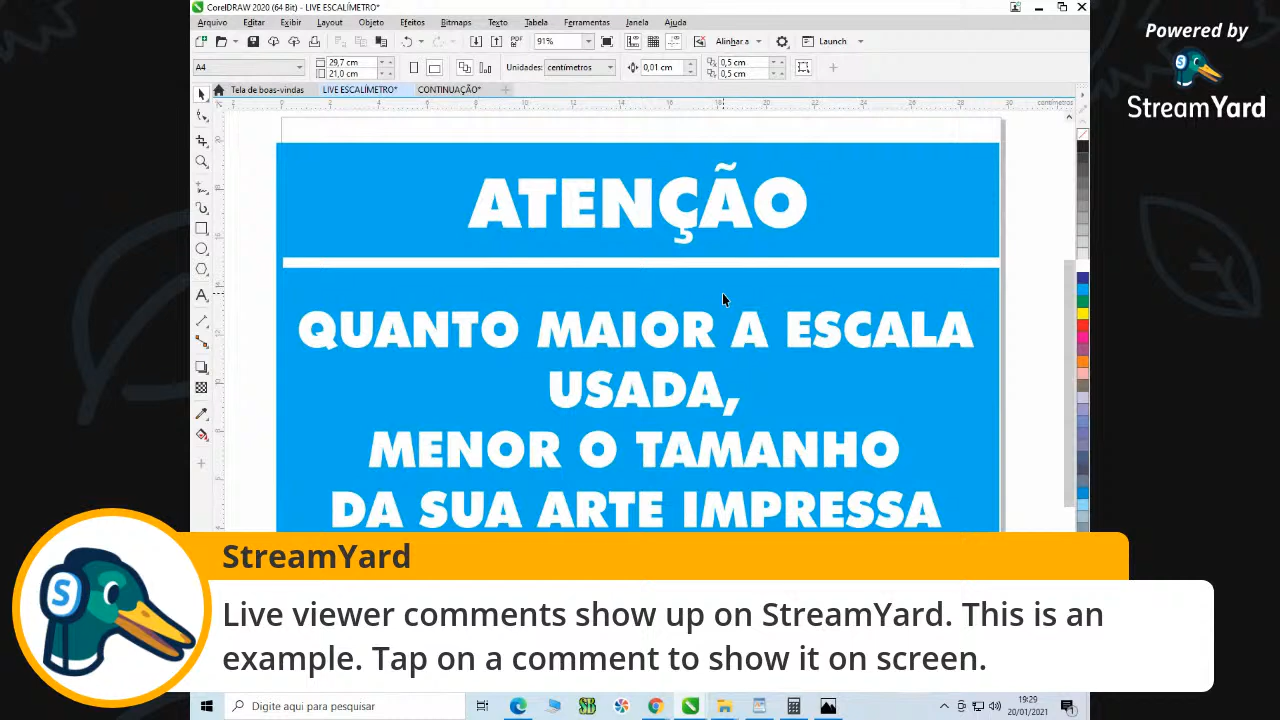 CorelDRAW 2020 (64 Bit) - LIVE ESCALÍMETRO*
Arquivo Editar Exibir Layout Objeto Efeitos Bitmaps Texto Tabela Ferramentas Janela Ajuda
PDF 91% Alinhar a Launch
A4 29,7 cm 21,0 cm Unidades: centímetros 0,01 cm 0,5 cm 0,5 cm
Tela de boas-vindas LIVE ESCALÍMETRO* CONTINUAÇÃO*
centímetros
Powered by
StreamYard
ATENÇÃO
QUANTO MAIOR A ESCALA
USADA,
MENOR O TAMANHO
DA SUA ARTE IMPRESSA
StreamYard
Live viewer comments show up on StreamYard. This is an
example. Tap on a comment to show it on screen.
Digite aqui para pesquisar
19:29
20/01/2021